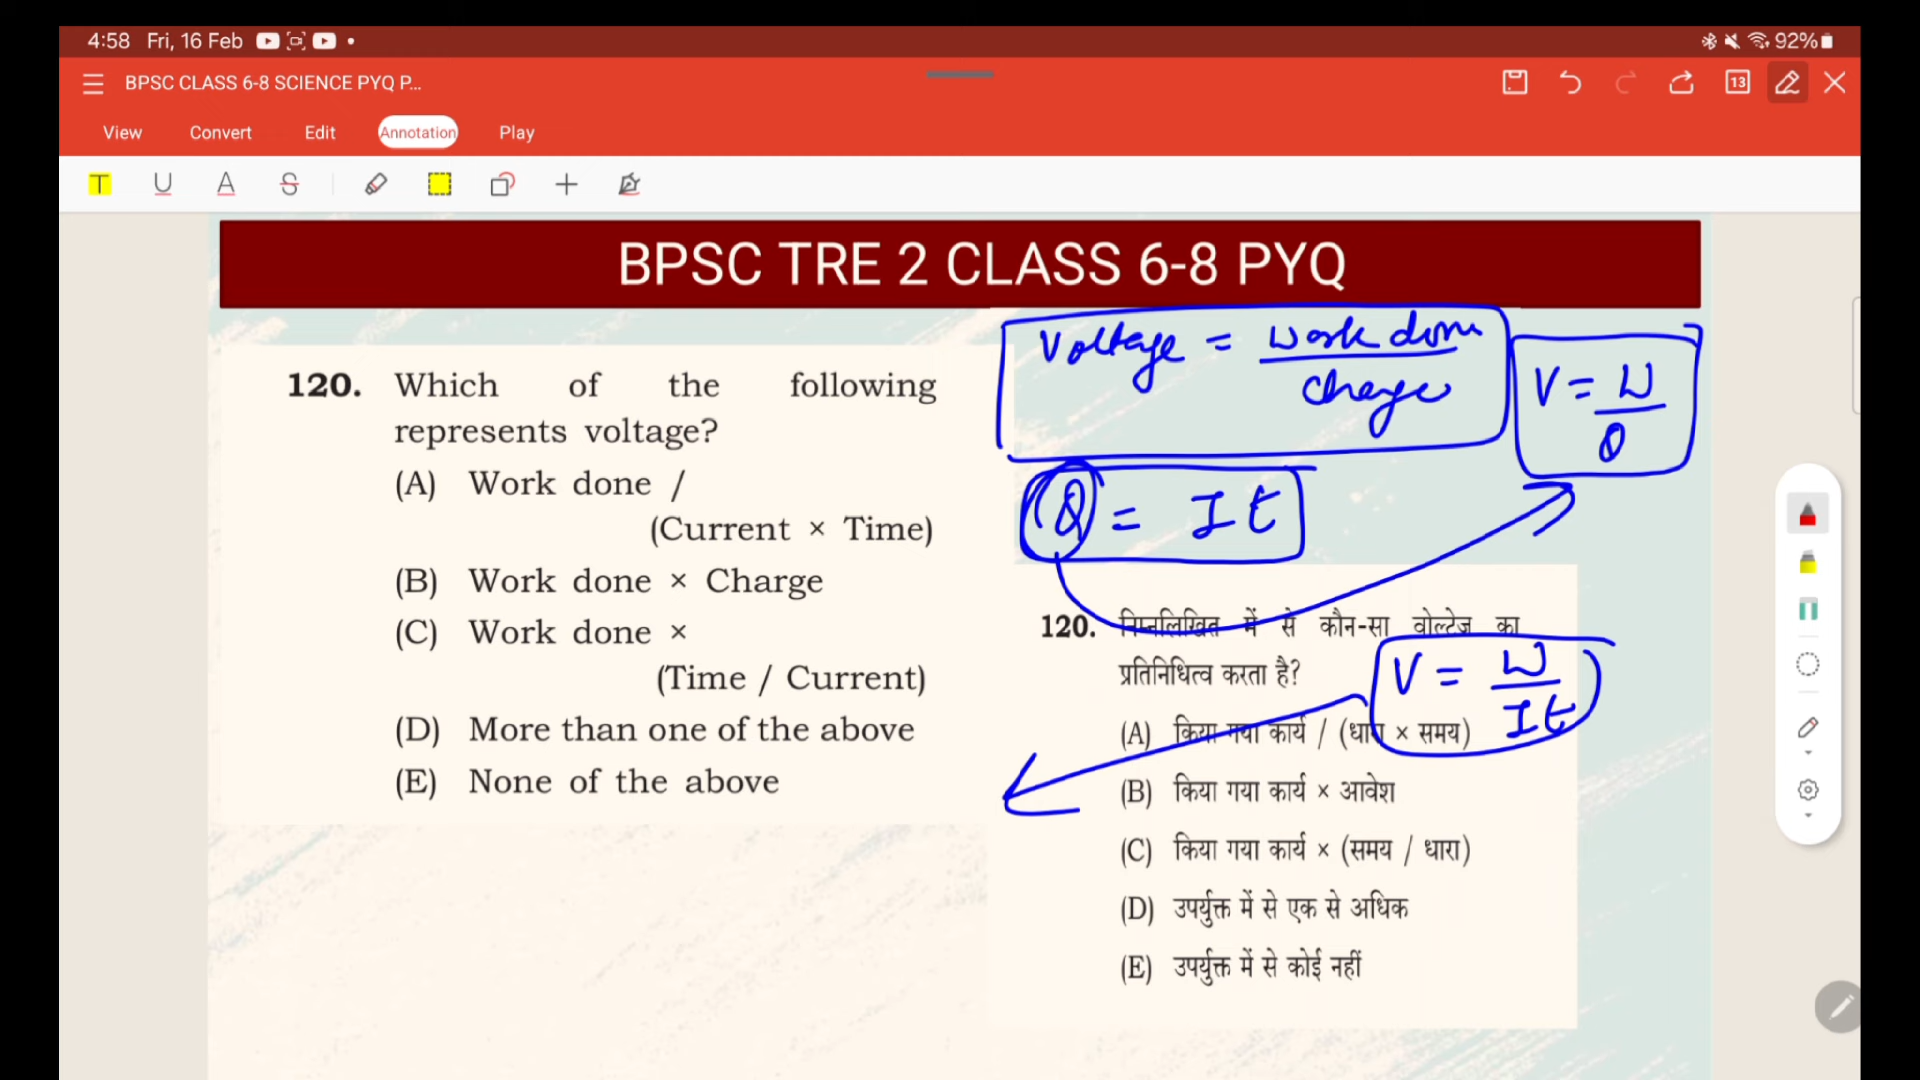 4:58 Fri, 16 Feb
92%
BPSC CLASS 6-8 SCIENCE PYQ P...
13
View Convert Edit Annotation Play
T U A S
BPSC TRE 2 CLASS 6-8 PYQ
Voltage = Work done / Charge
V = W / Q
Q = It
120. Which of the following
represents voltage?
(A) Work done /
(Current × Time)
(B) Work done × Charge
(C) Work done ×
(Time / Current)
(D) More than one of the above
(E) None of the above
120. निम्नलिखित में से कौन-सा वोल्टेज का
प्रतिनिधित्व करता है?
V = W / It
(A) किया गया कार्य / (धारा × समय)
(B) किया गया कार्य × आवेश
(C) किया गया कार्य × (समय / धारा)
(D) उपर्युक्त में से एक से अधिक
(E) उपर्युक्त में से कोई नहीं